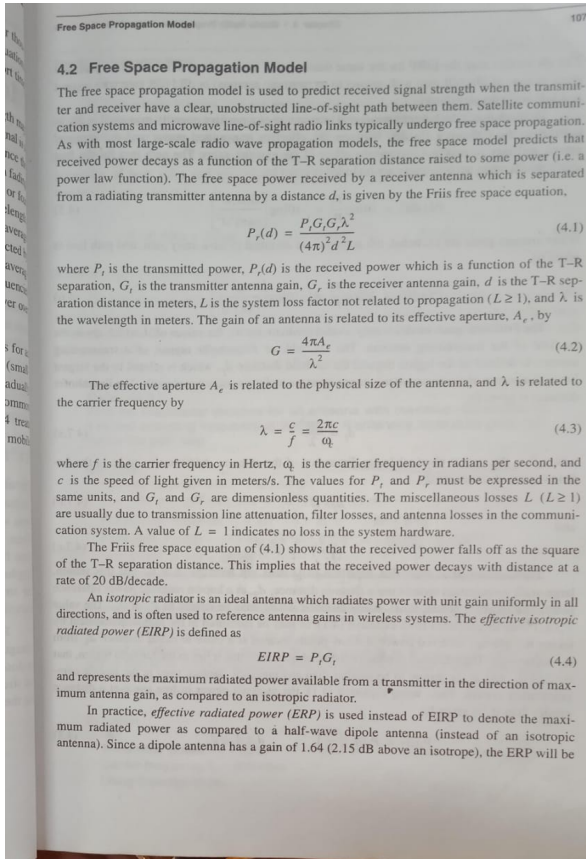 Free Space Propagation Model
107
4.2 Free Space Propagation Model
The free space propagation model is used to predict received signal strength when the transmit-
ter and receiver have a clear, unobstructed line-of-sight path between them. Satellite communi-
cation systems and microwave line-of-sight radio links typically undergo free space propagation.
As with most large-scale radio wave propagation models, the free space model predicts that
received power decays as a function of the T–R separation distance raised to some power (i.e. a
power law function). The free space power received by a receiver antenna which is separated
from a radiating transmitter antenna by a distance d, is given by the Friis free space equation,
P_r(d) = P_t G_t G_r λ² / (4π)² d² L (4.1)
where P_t is the transmitted power, P_r(d) is the received power which is a function of the T–R
separation, G_t is the transmitter antenna gain, G_r is the receiver antenna gain, d is the T–R sep-
aration distance in meters, L is the system loss factor not related to propagation (L ≥ 1), and λ is
the wavelength in meters. The gain of an antenna is related to its effective aperture, A_e, by
G = 4πA_e / λ² (4.2)
The effective aperture A_e is related to the physical size of the antenna, and λ is related to
the carrier frequency by
λ = c/f = 2πc/ω_c (4.3)
where f is the carrier frequency in Hertz, ω_c is the carrier frequency in radians per second, and
c is the speed of light given in meters/s. The values for P_t and P_r must be expressed in the
same units, and G_t and G_r are dimensionless quantities. The miscellaneous losses L (L ≥ 1)
are usually due to transmission line attenuation, filter losses, and antenna losses in the communi-
cation system. A value of L = 1 indicates no loss in the system hardware.
The Friis free space equation of (4.1) shows that the received power falls off as the square
of the T–R separation distance. This implies that the received power decays with distance at a
rate of 20 dB/decade.
An isotropic radiator is an ideal antenna which radiates power with unit gain uniformly in all
directions, and is often used to reference antenna gains in wireless systems. The effective isotropic
radiated power (EIRP) is defined as
EIRP = P_t G_t (4.4)
and represents the maximum radiated power available from a transmitter in the direction of max-
imum antenna gain, as compared to an isotropic radiator.
In practice, effective radiated power (ERP) is used instead of EIRP to denote the maxi-
mum radiated power as compared to a half-wave dipole antenna (instead of an isotropic
antenna). Since a dipole antenna has a gain of 1.64 (2.15 dB above an isotrope), the ERP will be